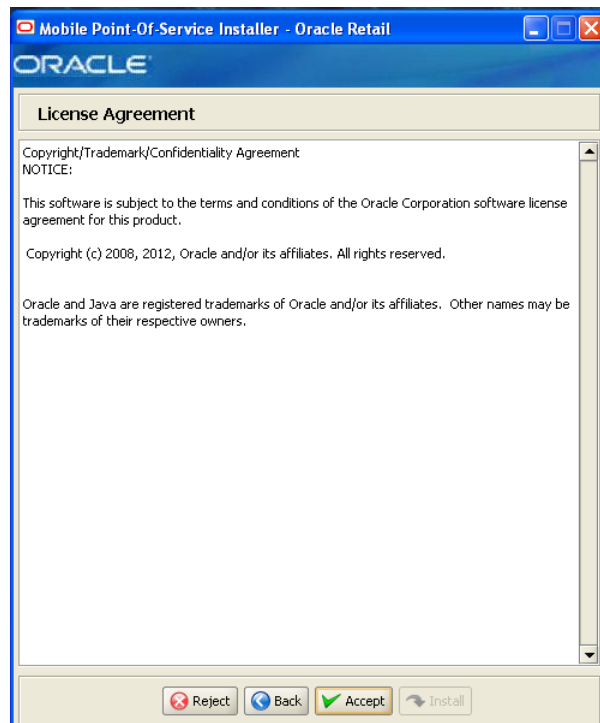 Mobile Point-Of-Service Installer - Oracle Retail
ORACLE
License Agreement
Copyright/Trademark/Confidentiality Agreement
NOTICE:
This software is subject to the terms and conditions of the Oracle Corporation software license
agreement for this product.
Copyright (c) 2008, 2012, Oracle and/or its affiliates. All rights reserved.
Oracle and Java are registered trademarks of Oracle and/or its affiliates.  Other names may be
trademarks of their respective owners.
Reject Back Accept Install